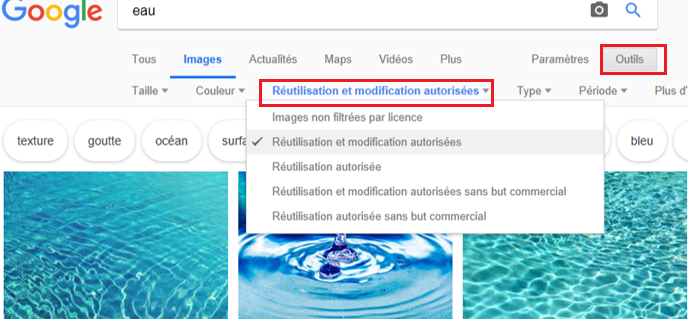 Google eau
Tous Images Actualités Maps Vidéos Plus Paramètres Outils
Taille Couleur Réutilisation et modification autorisées Type Période Plus d'
Images non filtrées par licence
texture goutte océan surfa Réutilisation et modification autorisées bleu
Réutilisation autorisée
Réutilisation et modification autorisées sans but commercial
Réutilisation autorisée sans but commercial